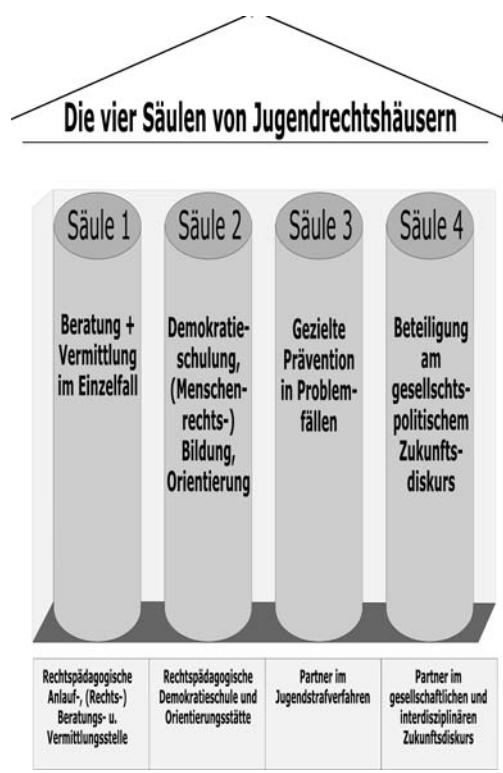 Die vier Säulen von Jugendrechtshäusern
Säule 1
Beratung +
Vermittlung
im Einzelfall
Säule 2
Demokratie-
schulung,
(Menschen-
rechts-)
Bildung,
Orientierung
Säule 3
Gezielte
Prävention
in Problem-
fällen
Säule 4
Beteiligung
am
gesellschts-
politischem
Zukunfts-
diskurs
Rechtspädagogische
Anlauf-, (Rechts-)
Beratungs- u.
Vermittlungsstelle
Rechtspädagogische
Demokratieschule und
Orientierungsstätte
Partner im
Jugendstrafverfahren
Partner im
gesellschaftlichen und
interdisziplinären
Zukunftsdiskurs